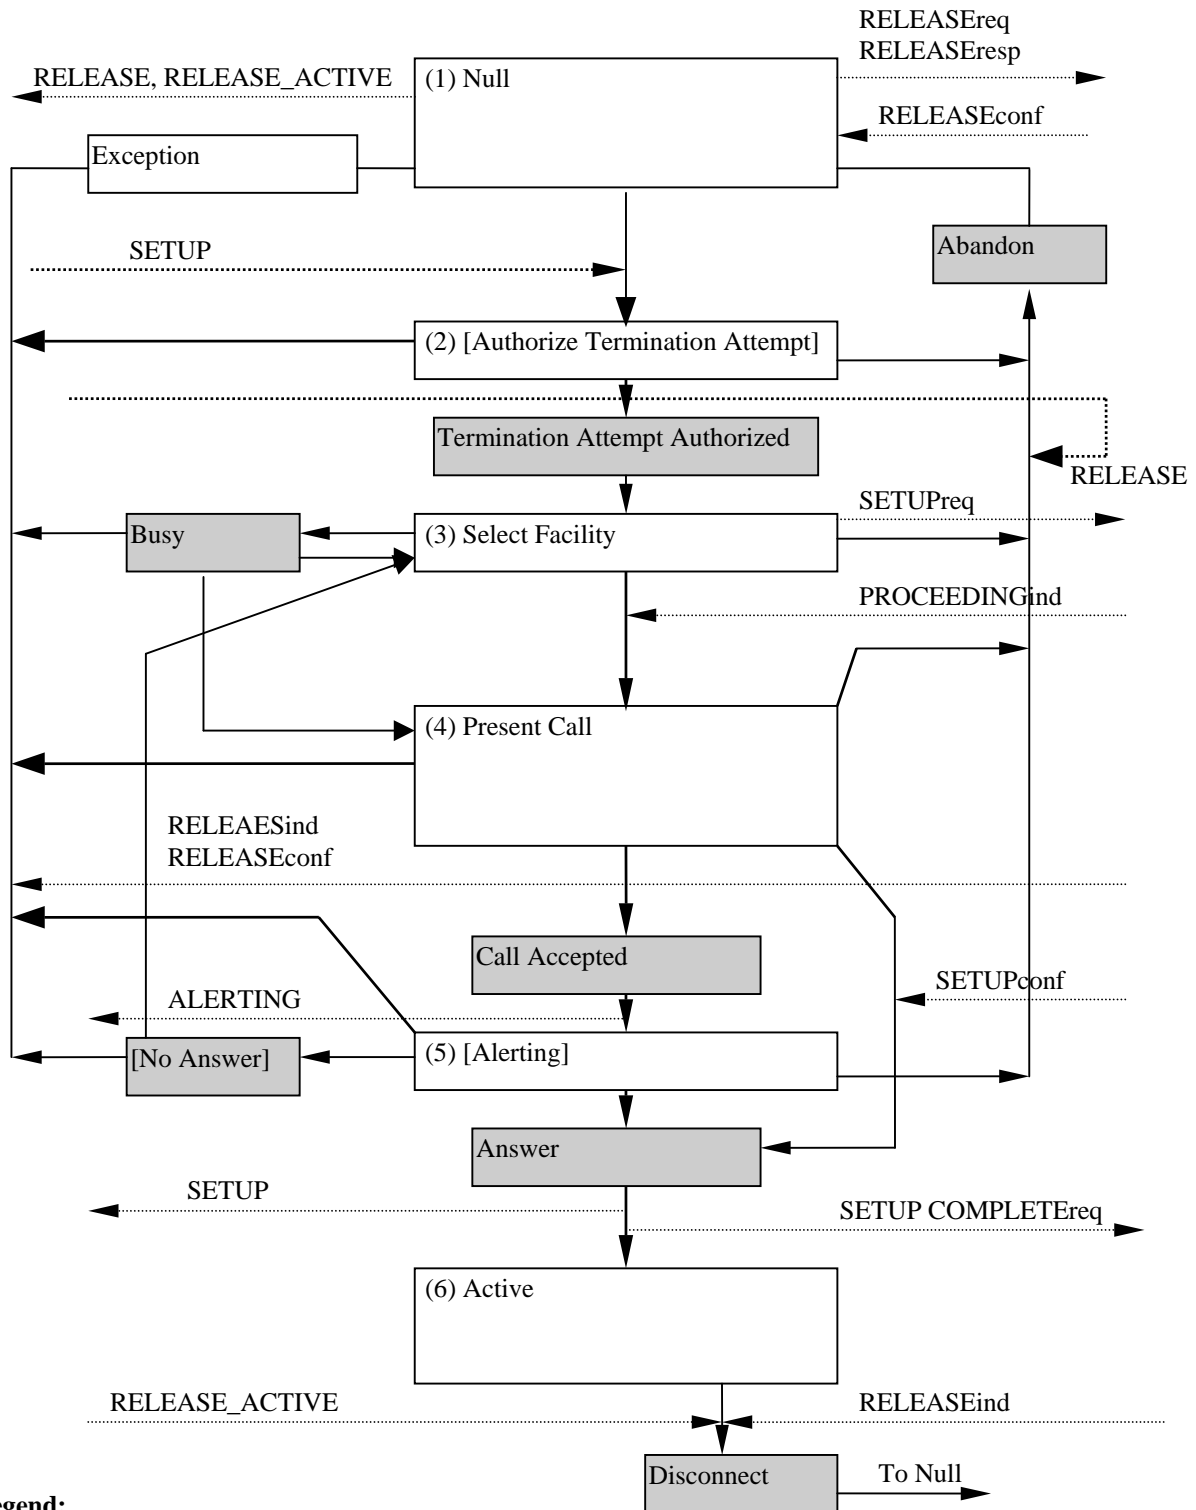 RELEASEreq
RELEASEresp
RELEASE, RELEASE_ACTIVE
(1) Null
RELEASEconf
Exception
SETUP
Abandon
(2) [Authorize Termination Attempt]
Termination Attempt Authorized
RELEASE
SETUPreq
Busy
(3) Select Facility
PROCEEDINGind
(4) Present Call
RELEAESind
RELEASEconf
Call Accepted
SETUPconf
ALERTING
[No Answer]
(5) [Alerting]
Answer
SETUP
SETUP COMPLETEreq
(6) Active
RELEASE_ACTIVE
RELEASEind
Disconnect
To Null
egend: